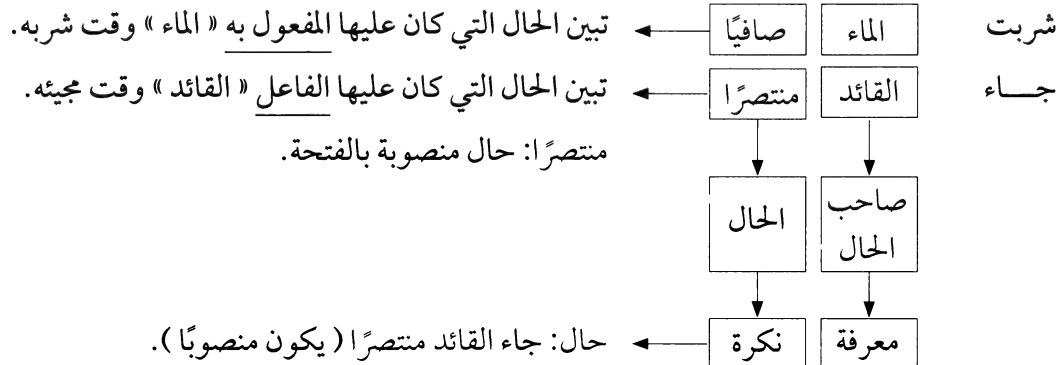 شربت الماء صافيًا تبين الحال التي كان عليها المفعول به « الماء » وقت شربه.
جـــاء القائد منتصرًا تبين الحال التي كان عليها الفاعل « القائد » وقت مجيئه.
منتصرًا: حال منصوبة بالفتحة.
صاحب الحال
الحال
معرفة نكرة حال: جاء القائد منتصرًا ( يكون منصوبًا ).